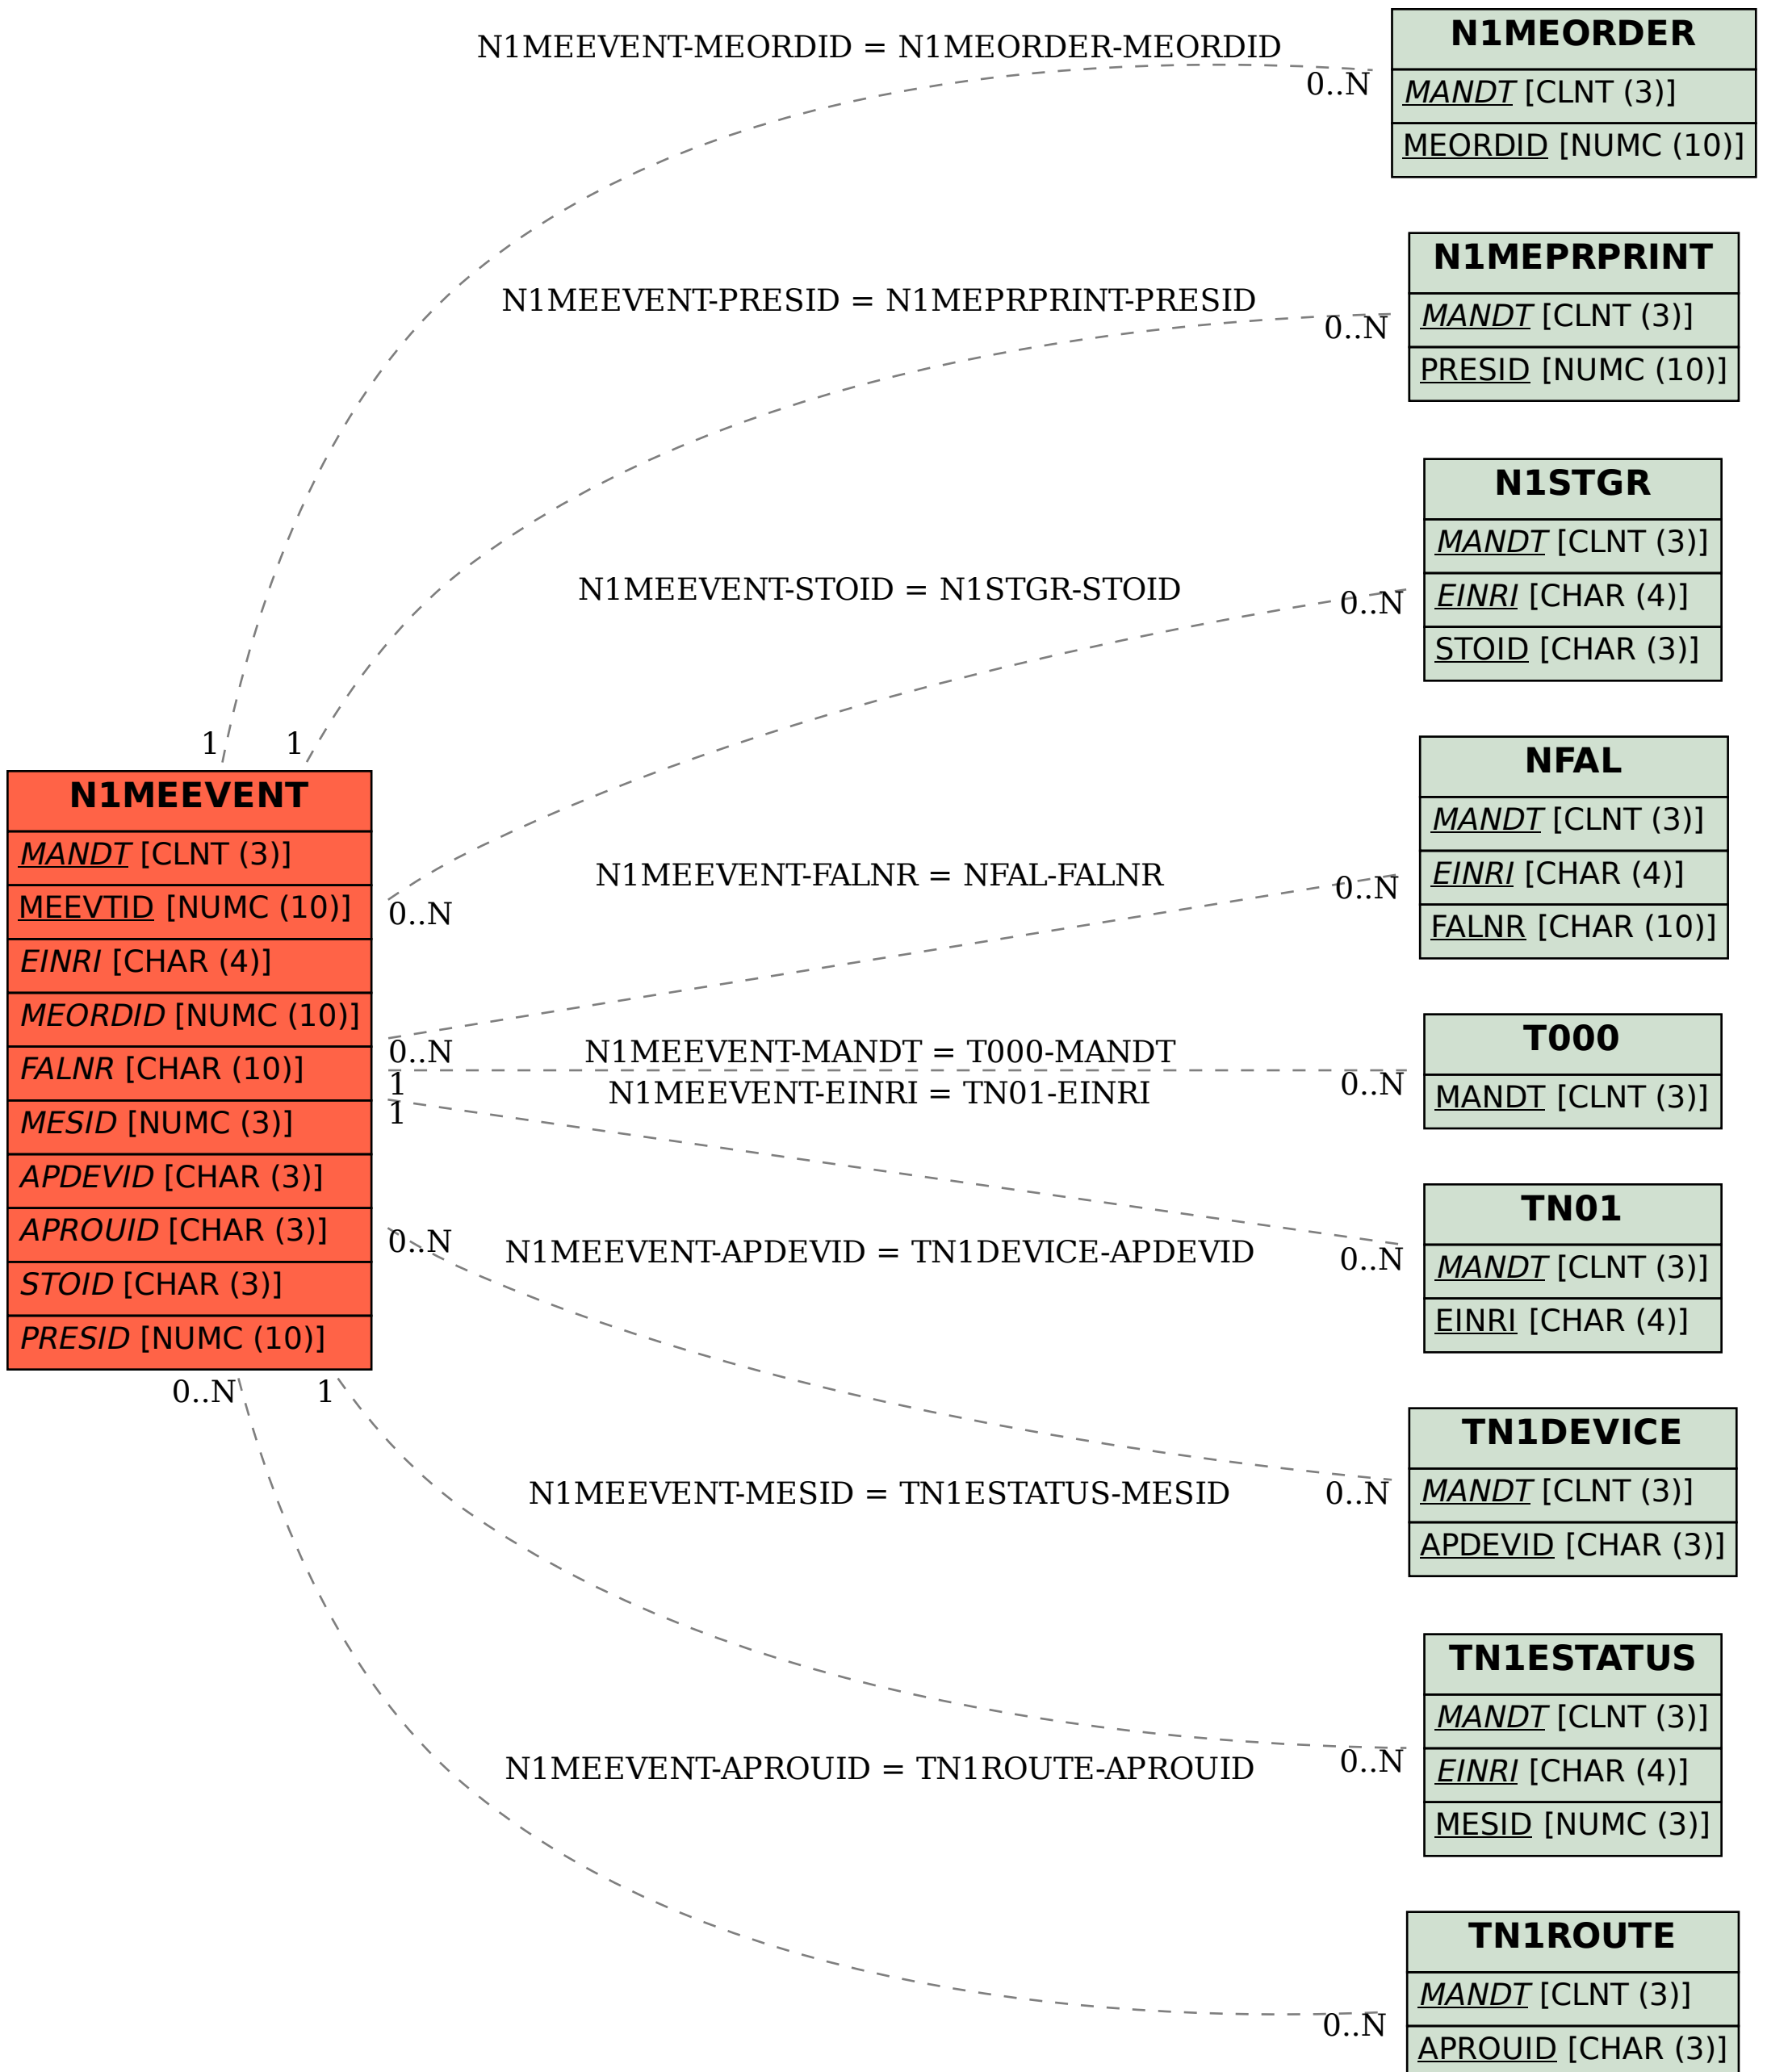 N1MEEVENT-MEORDID = N1MEORDER-MEORDID
0..N
1
N1MEORDER
MANDT [CLNT (3)]
MEORDID [NUMC (10)]
N1MEEVENT-PRESID = N1MEPRPRINT-PRESID
0..N
1
N1MEPRPRINT
MANDT [CLNT (3)]
PRESID [NUMC (10)]
N1MEEVENT-STOID = N1STGR-STOID
0..N
0..N
N1STGR
MANDT [CLNT (3)]
EINRI [CHAR (4)]
STOID [CHAR (3)]
N1MEEVENT
MANDT [CLNT (3)]
MEEVTID [NUMC (10)]
EINRI [CHAR (4)]
MEORDID [NUMC (10)]
FALNR [CHAR (10)]
MESID [NUMC (3)]
APDEVID [CHAR (3)]
APROUID [CHAR (3)]
STOID [CHAR (3)]
PRESID [NUMC (10)]
N1MEEVENT-FALNR = NFAL-FALNR
0..N
0..N
NFAL
MANDT [CLNT (3)]
EINRI [CHAR (4)]
FALNR [CHAR (10)]
N1MEEVENT-MANDT = T000-MANDT
1
0..N
T000
MANDT [CLNT (3)]
N1MEEVENT-EINRI = TN01-EINRI
1
0..N
TN01
MANDT [CLNT (3)]
EINRI [CHAR (4)]
N1MEEVENT-APDEVID = TN1DEVICE-APDEVID
0..N
0..N
TN1DEVICE
MANDT [CLNT (3)]
APDEVID [CHAR (3)]
N1MEEVENT-MESID = TN1ESTATUS-MESID
1
0..N
TN1ESTATUS
MANDT [CLNT (3)]
EINRI [CHAR (4)]
MESID [NUMC (3)]
N1MEEVENT-APROUID = TN1ROUTE-APROUID
0..N
0..N
TN1ROUTE
MANDT [CLNT (3)]
APROUID [CHAR (3)]